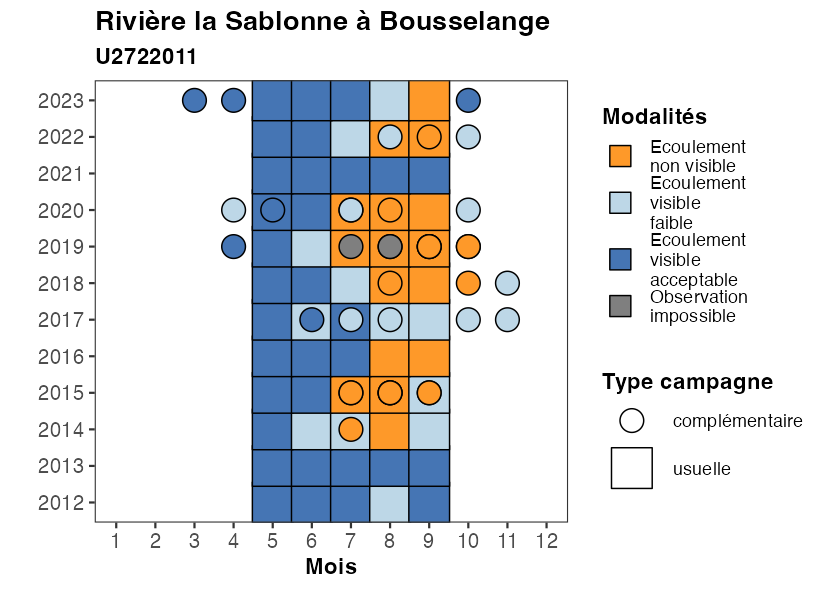 Rivière la Sablonne à Bousselange
U2722011
2023
2022
2021
2020
2019
2018
2017
2016
2015
2014
2013
2012
1 2 3 4 5 6 7 8 9 10 11 12
Mois
Modalités
Ecoulement
non visible
Ecoulement
visible
faible
Ecoulement
visible
acceptable
Observation
impossible
Type campagne
complémentaire
usuelle